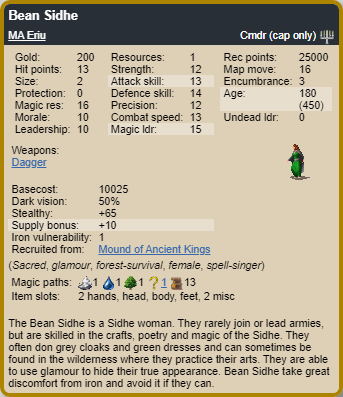 Bean Sidhe
MA Eriu Cmdr (cap only)
Gold: 200 Resources: 1 Rec points: 25000
Hit points: 13 Strength: 12 Map move: 16
Size: 2 Attack skill: 13 Encumbrance: 3
Protection: 0 Defence skill: 14 Age: 180
Magic res: 16 Precision: 12 (450)
Morale: 10 Combat speed: 13 Undead ldr: 0
Leadership: 10 Magic ldr: 15
Weapons:
Dagger
Basecost: 10025
Dark vision: 50%
Stealthy: +65
Supply bonus: +10
Iron vulnerability: 1
Recruited from: Mound of Ancient Kings
(Sacred, glamour, forest-survival, female, spell-singer)
Magic paths: 1 1 1 ? 1 13
Item slots: 2 hands, head, body, feet, 2 misc
The Bean Sidhe is a Sidhe woman. They rarely join or lead armies,
but are skilled in the crafts, poetry and magic of the Sidhe. They
often don grey cloaks and green dresses and can sometimes be
found in the wilderness where they practice their arts. They are able
to use glamour to hide their true appearance. Bean Sidhe take great
discomfort from iron and avoid it if they can.